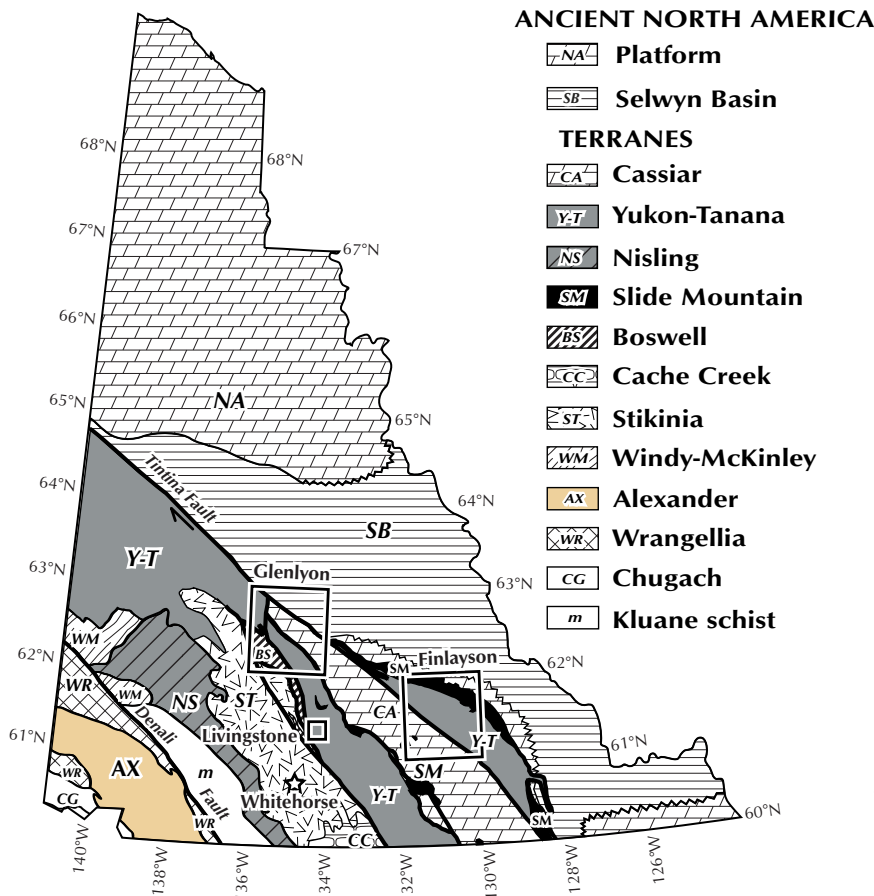 ANCIENT NORTH AMERICA
NA Platform
SB Selwyn Basin
TERRANES
CA Cassiar
Y-T Yukon-Tanana
NS Nisling
SM Slide Mountain
BS Boswell
CC Cache Creek
ST Stikinia
WM Windy-McKinley
AX Alexander
WR Wrangellia
CG Chugach
m Kluane schist
68°N
68°N
67°N
67°N
66°N
65°N
NA
65°N
64°N
Tintina Fault
64°N
SB
63°N
Y-T
Glenlyon
63°N
62°N
WM
BS
SM
Finlayson
62°N
WR
WM
NS
ST
CA
61°N
Denali
Livingstone
Y-T
61°N
AX
WR
m
SM
CG
Fault
Whitehorse
Y-T
WR
CC
SM
60°N
140°W
138°W
136°W
134°W
132°W
130°W
128°W
126°W